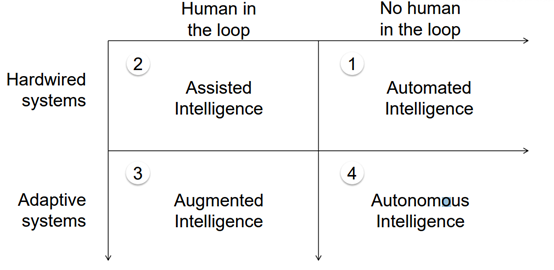 Human in
the loop
No human
in the loop
Hardwired
systems
2
Assisted
Intelligence
1
Automated
Intelligence
Adaptive
systems
3
Augmented
Intelligence
4
Autonomous
Intelligence